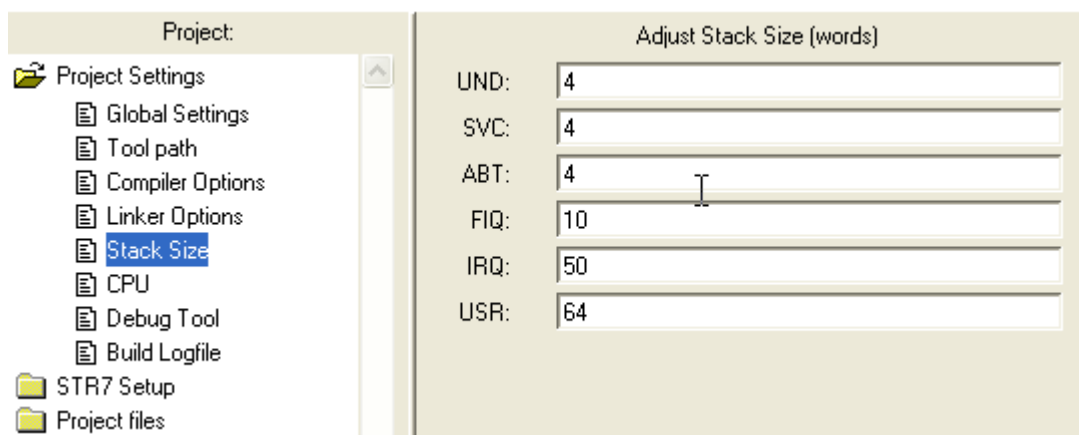 Project:
Project Settings
Global Settings
Tool path
Compiler Options
Linker Options
Stack Size
CPU
Debug Tool
Build Logfile
STR7 Setup
Project files
Adjust Stack Size (words)
UND: 4
SVC: 4
ABT: 4
FIQ: 10
IRQ: 50
USR: 64